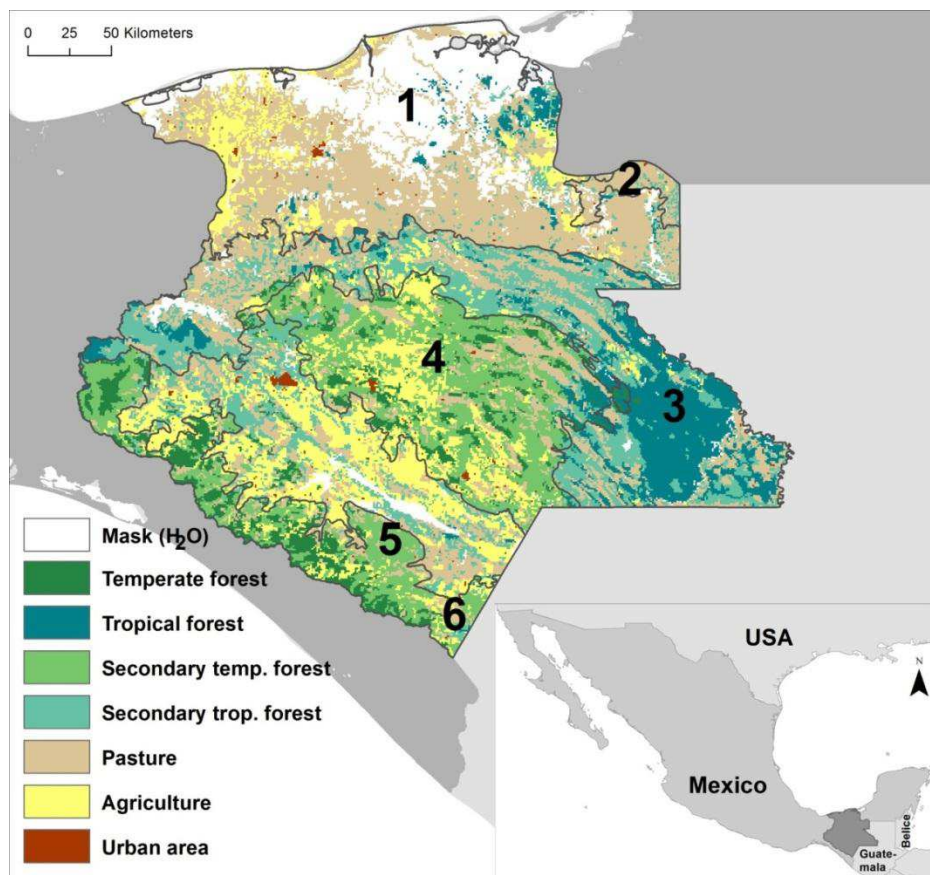 0 25 50 Kilometers
1
2
3
4
5
6
Mask (H2O)
Temperate forest
Tropical forest
Secondary temp. forest
Secondary trop. forest
Pasture
Agriculture
Urban area
USA
N
Mexico
Belice
Guate-
mala